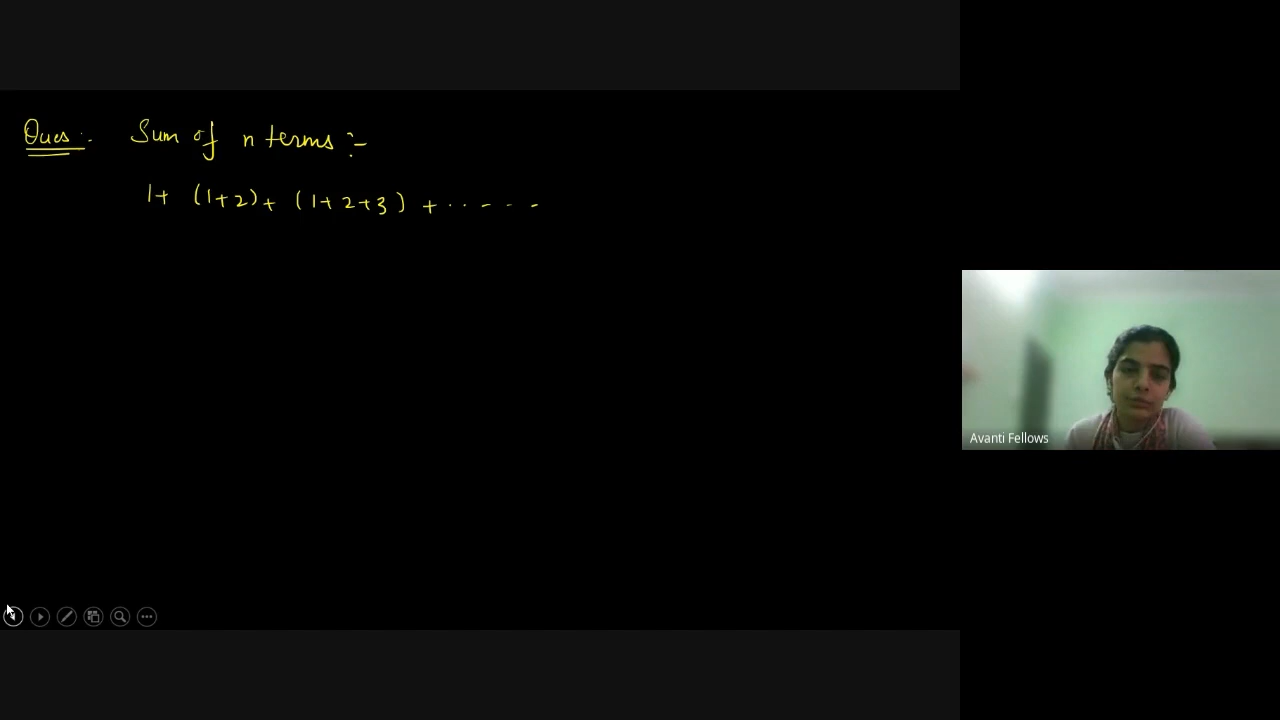 Ques:. Sum of n terms :-
1+ (1+2) + (1+2+3) + .. - - -
Avanti Fellows